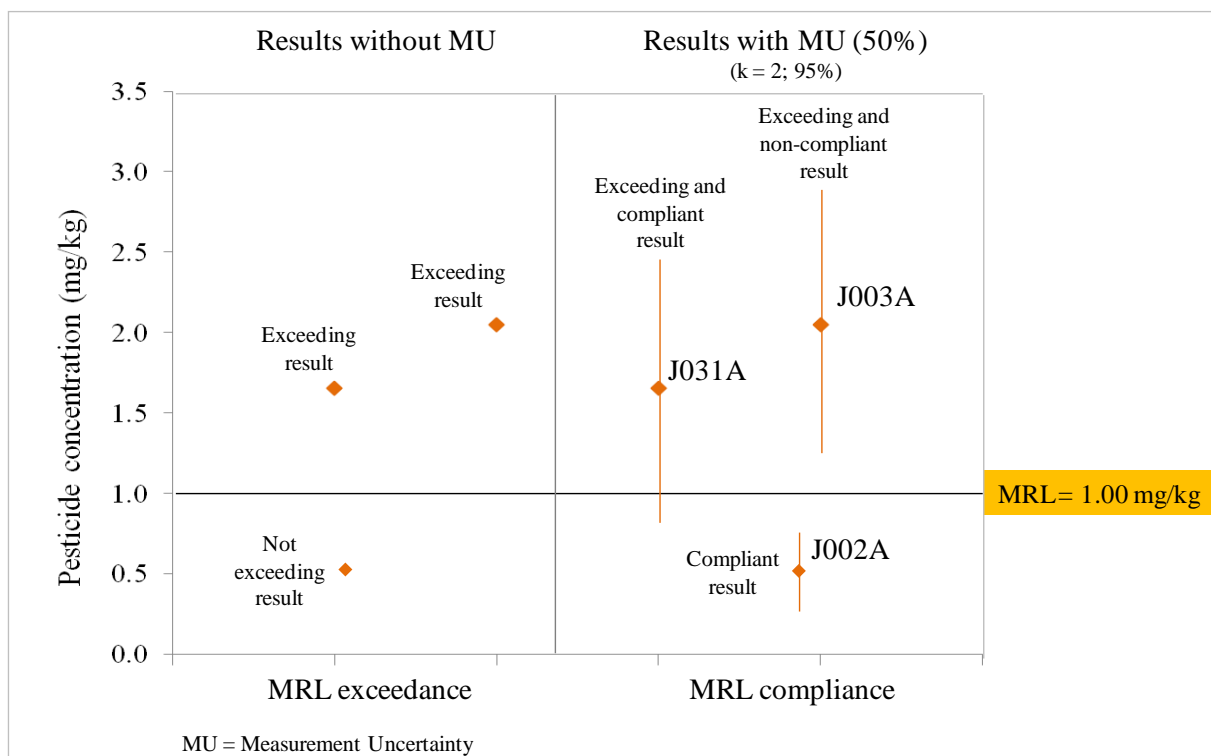 Results without MU
Results with MU (50%)
(k = 2; 95%)
Pesticide concentration (mg/kg)
3.5
3.0
2.5
2.0
1.5
1.0
0.5
0.0
Exceeding
result
Exceeding
result
Not
exceeding
result
Exceeding and
compliant
result
J031A
Exceeding and
non-compliant
result
J003A
Compliant
result
J002A
MRL= 1.00 mg/kg
MRL exceedance
MRL compliance
MU = Measurement Uncertainty